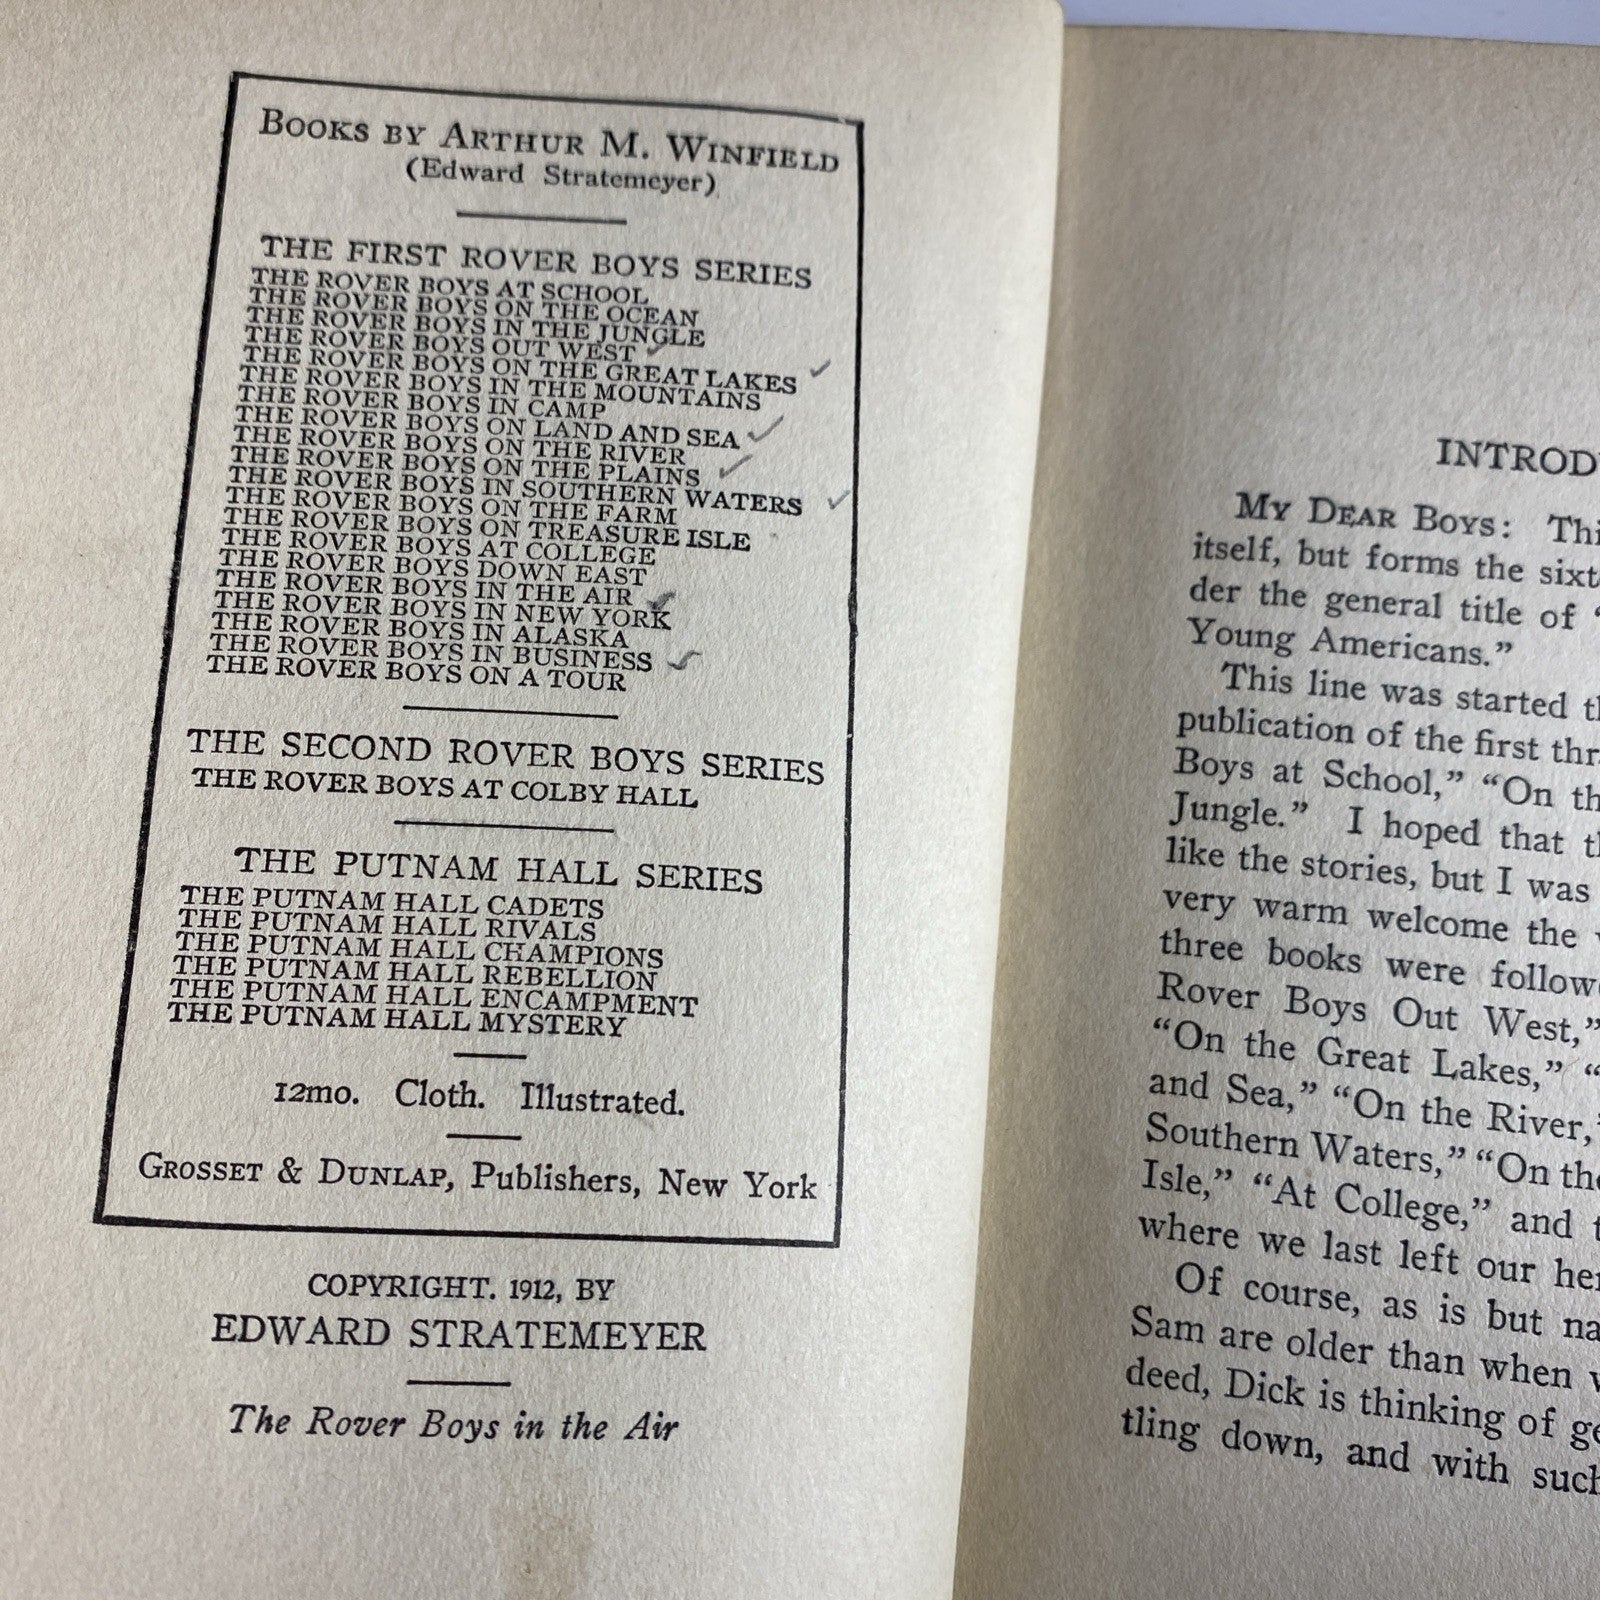 BOOKS BY ARTHUR M. WINFIELD
(Edward Stratemeyer)
THE FIRST ROVER BOYS SERIES
THE ROVER BOYS AT SCHOOL
THE ROVER BOYS ON THE OCEAN
THE ROVER BOYS IN THE JUNGLE
THE ROVER BOYS OUT WEST
THE ROVER BOYS ON THE GREAT LAKES
THE ROVER BOYS IN THE MOUNTAINS
THE ROVER BOYS IN CAMP
THE ROVER BOYS ON LAND AND SEA
THE ROVER BOYS ON THE RIVER
THE ROVER BOYS ON THE PLAINS
THE ROVER BOYS IN SOUTHERN WATERS
THE ROVER BOYS ON THE FARM
THE ROVER BOYS ON TREASURE ISLE
THE ROVER BOYS AT COLLEGE
THE ROVER BOYS DOWN EAST
THE ROVER BOYS IN THE AIR
THE ROVER BOYS IN NEW YORK
THE ROVER BOYS IN ALASKA
THE ROVER BOYS IN BUSINESS
THE ROVER BOYS ON A TOUR
THE SECOND ROVER BOYS SERIES
THE ROVER BOYS AT COLBY HALL
THE PUTNAM HALL SERIES
THE PUTNAM HALL CADETS
THE PUTNAM HALL RIVALS
THE PUTNAM HALL CHAMPIONS
THE PUTNAM HALL REBELLION
THE PUTNAM HALL ENCAMPMENT
THE PUTNAM HALL MYSTERY
12mo. Cloth. Illustrated.
GROSSET & DUNLAP, Publishers, New York
COPYRIGHT. 1912, BY
EDWARD STRATEMEYER
The Rover Boys in the Air
INTROD
MY DEAR BOYS: Thi
itself, but forms the sixt
der the general title of "
Young Americans."
This line was started th
publication of the first thr
Boys at School," "On th
Jungle." I hoped that th
like the stories, but I was
very warm welcome the
three books were follow
Rover Boys Out West,"
"On the Great Lakes," "
and Sea," "On the River,"
Southern Waters," "On the
Isle," "At College," and t
where we last left our her
Of course, as is but na
Sam are older than when w
deed, Dick is thinking of ge
tling down, and with such